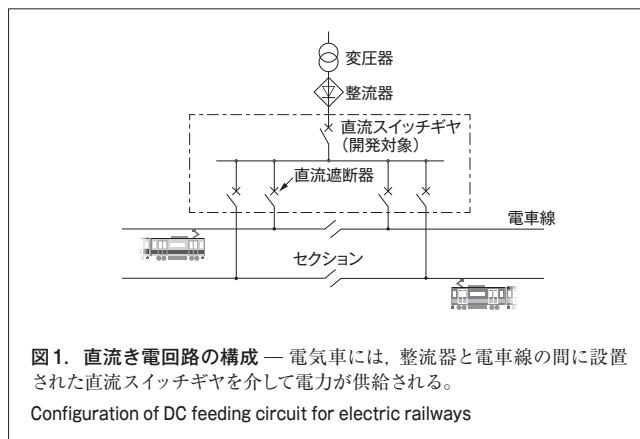 変圧器
整流器
直流スイッチギヤ
(開発対象)
直流遮断器
電車線
セクション
図1. 直流き電回路の構成 — 電気車には,整流器と電車線の間に設置
された直流スイッチギヤを介して電力が供給される。
Configuration of DC feeding circuit for electric railways